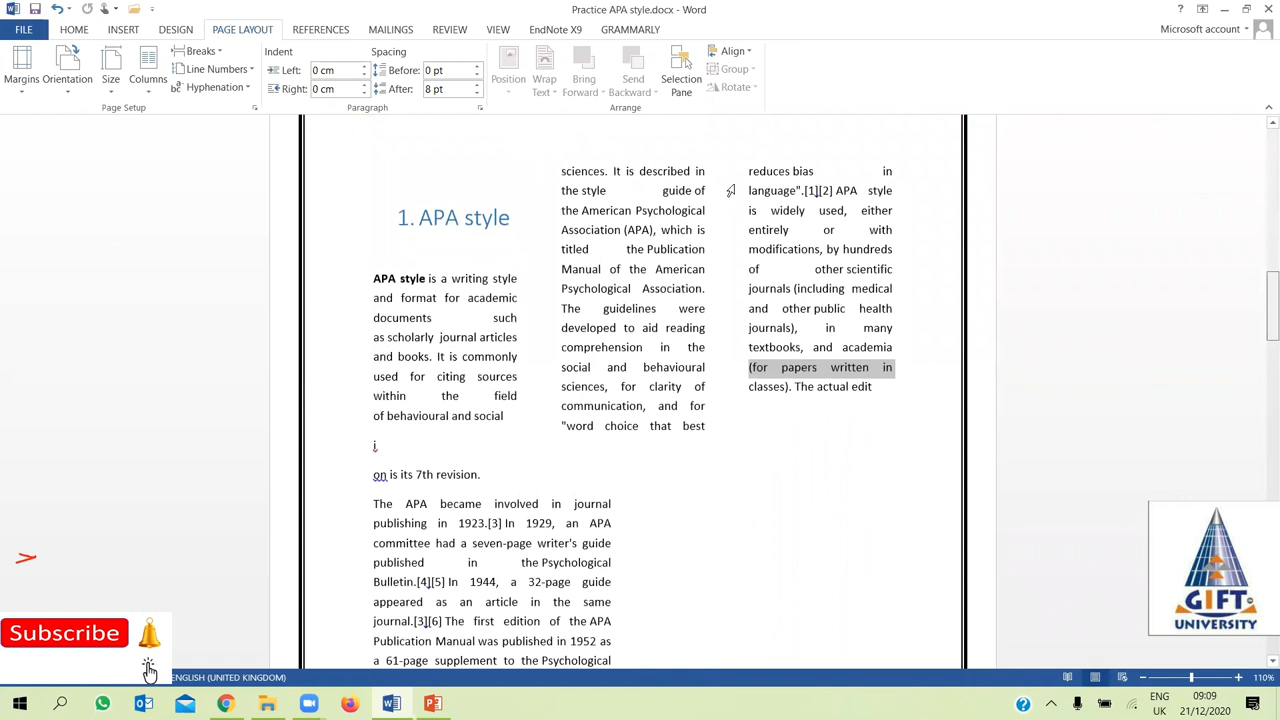 Practice APA style.docx - Word
FILE HOME INSERT DESIGN PAGE LAYOUT REFERENCES MAILINGS REVIEW VIEW EndNote X9 GRAMMARLY Microsoft account
Margins Orientation Size Columns
Breaks
Line Numbers
Hyphenation
Page Setup
Indent
Left: 0 cm
Right: 0 cm
Spacing
Before: 0 pt
After: 8 pt
Paragraph
Position Wrap Text Bring Forward Send Backward Selection Pane
Align
Group
Rotate
Arrange
1. APA style
APA style is a writing style
and format for academic
documents such
as scholarly journal articles
and books. It is commonly
used for citing sources
within the field
of behavioural and social
sciences. It is described in
the style guide of
the American Psychological
Association (APA), which is
titled the Publication
Manual of the American
Psychological Association.
The guidelines were
developed to aid reading
comprehension in the
social and behavioural
sciences, for clarity of
communication, and for
"word choice that best
reduces bias in
language".[1][2] APA style
is widely used, either
entirely or with
modifications, by hundreds
of other scientific
journals (including medical
and other public health
journals), in many
textbooks, and academia
(for papers written in
classes). The actual edit
i
on is its 7th revision.
The APA became involved in journal
publishing in 1923.[3] In 1929, an APA
committee had a seven-page writer's guide
published in the Psychological
Bulletin.[4][5] In 1944, a 32-page guide
appeared as an article in the same
journal.[3][6] The first edition of the APA
Publication Manual was published in 1952 as
a 61-page supplement to the Psychological
Subscribe
GIFT
UNIVERSITY
ENGLISH (UNITED KINGDOM)
110%
ENG
UK
09:09
21/12/2020